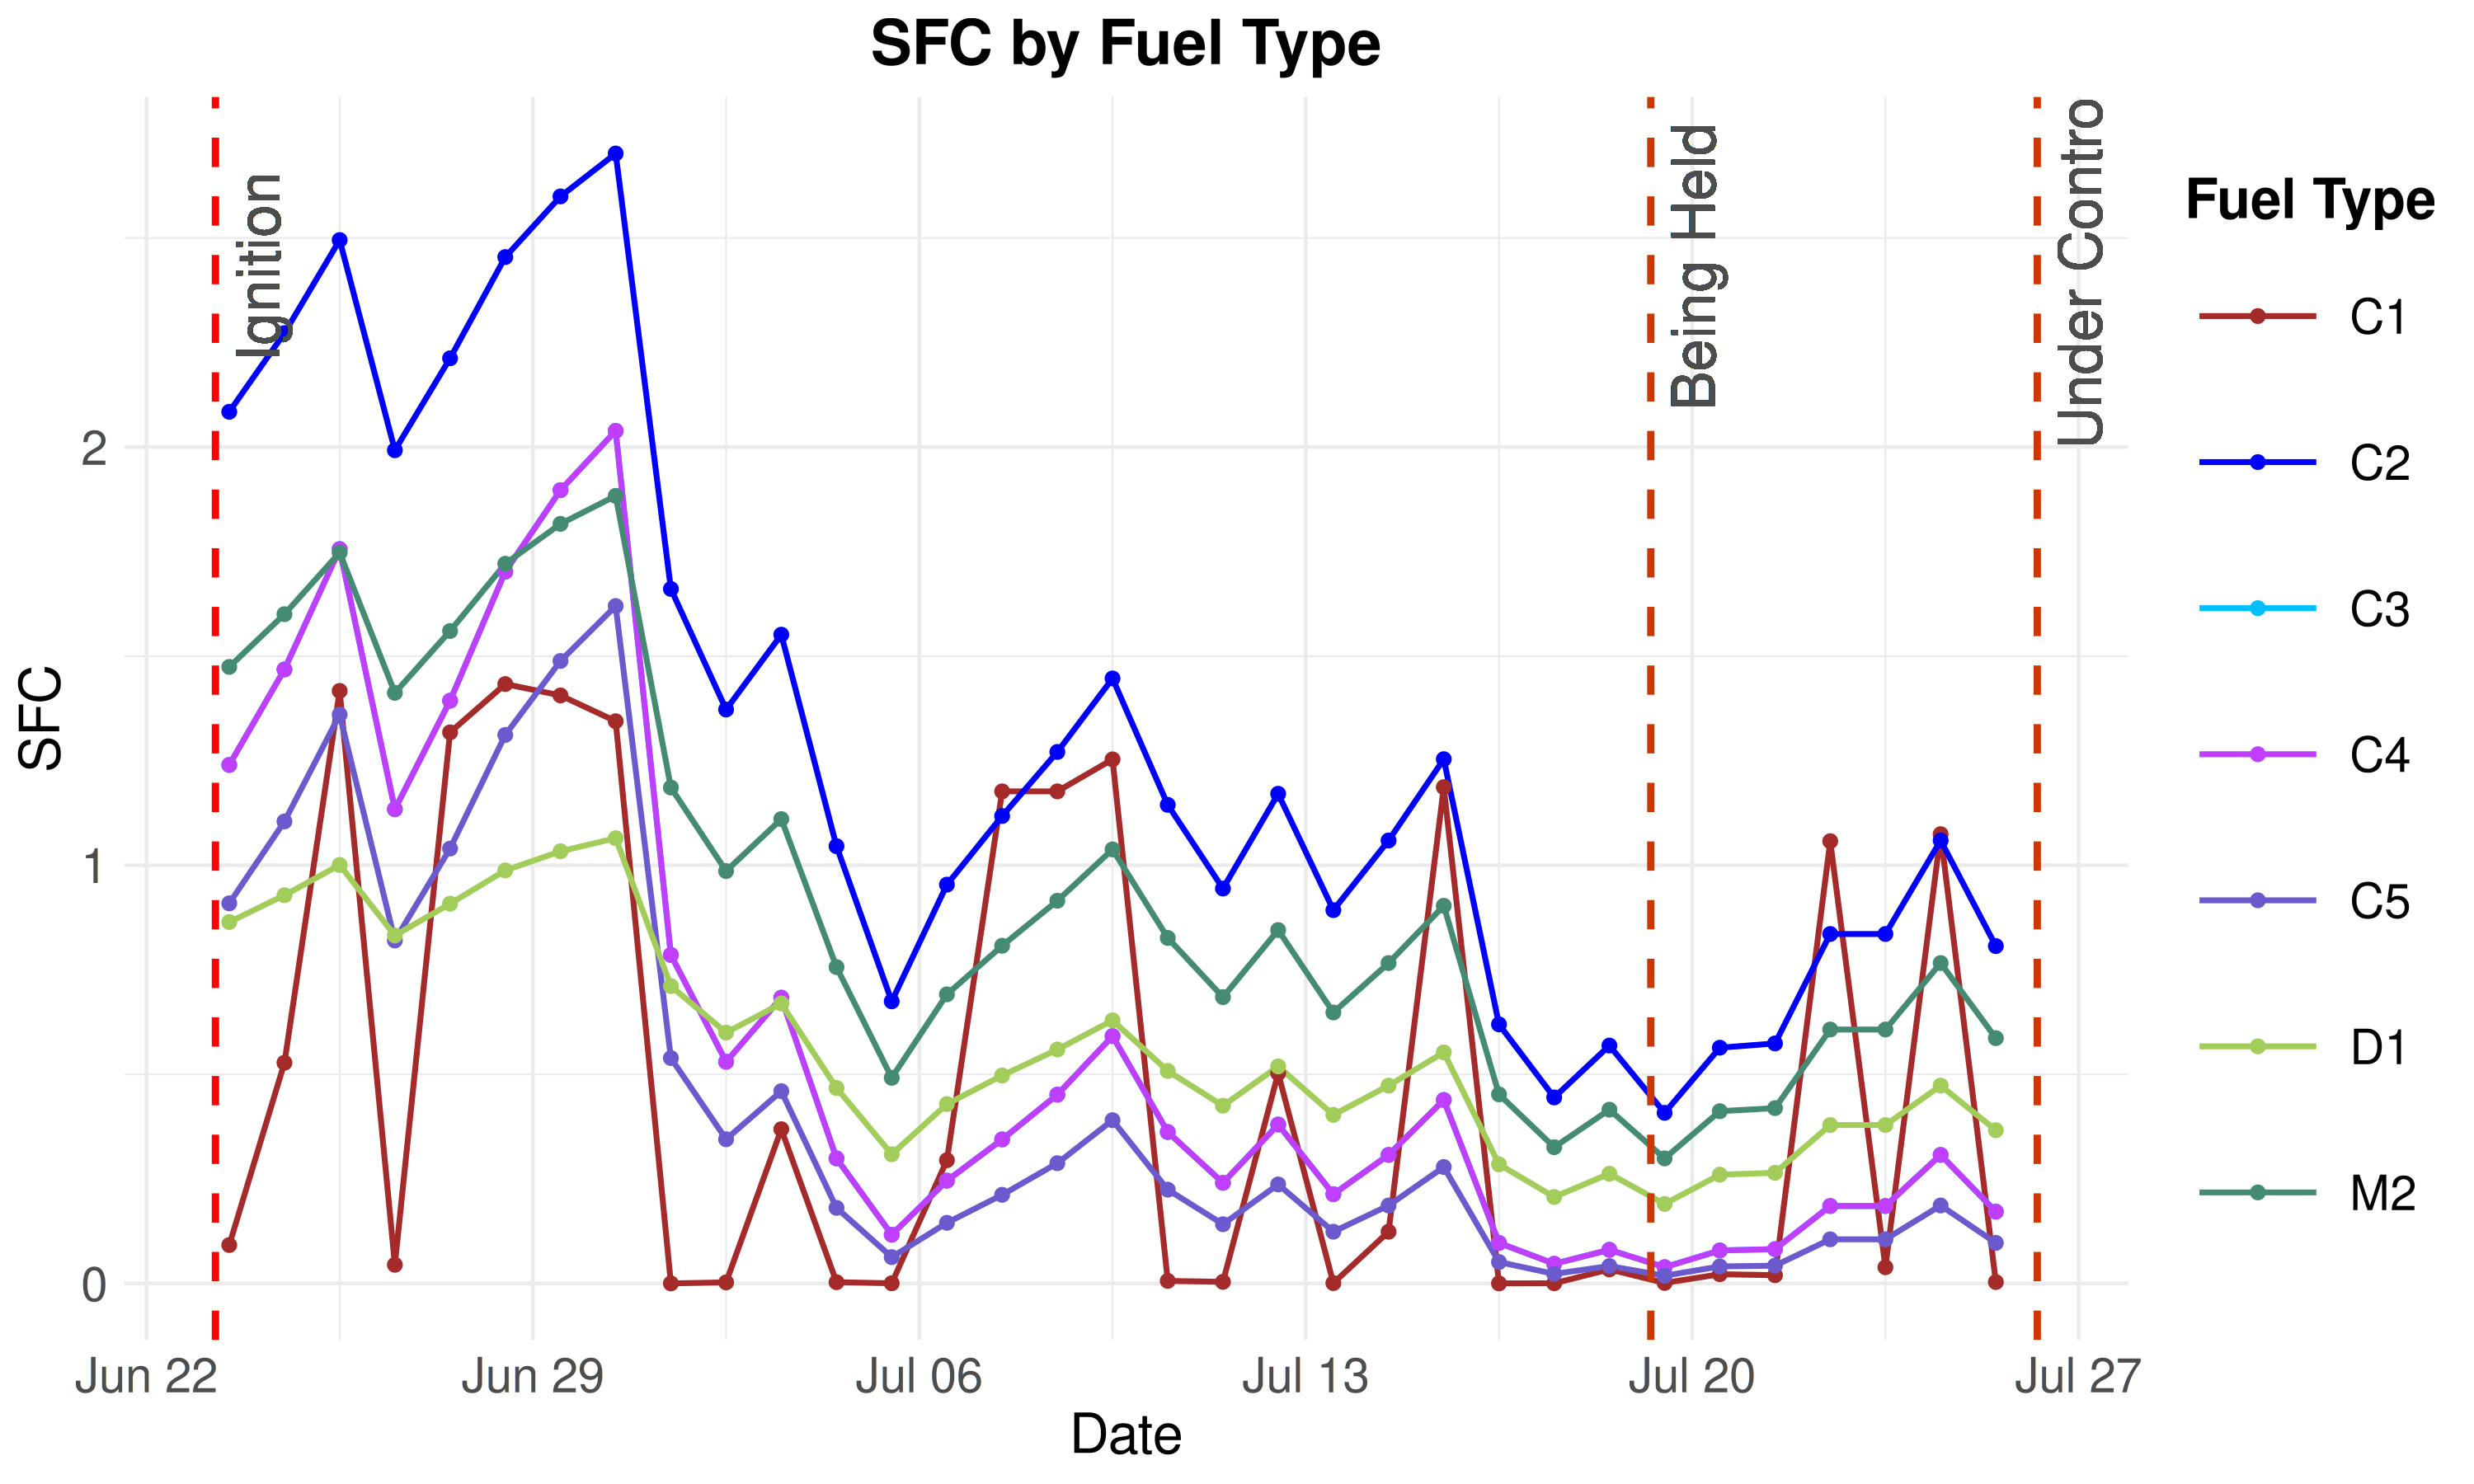 SFC by Fuel Type
Ignition
Being Held
Under Contro
Fuel Type
C1
C2
C3
C4
C5
D1
M2
SFC
2
1
0
Jun 22
Jun 29
Jul 06
Jul 13
Jul 20
Jul 27
Date